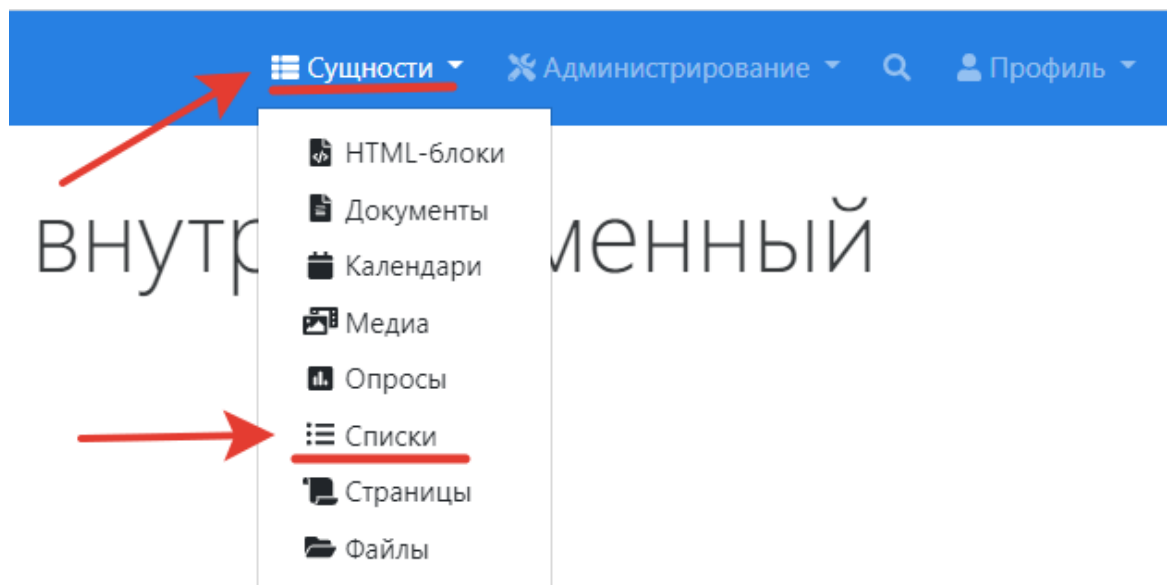 Сущности Администрирование Профиль
HTML-блоки
Документы
внутр менный
Календари
Медиа
Опросы
Списки
Страницы
Файлы